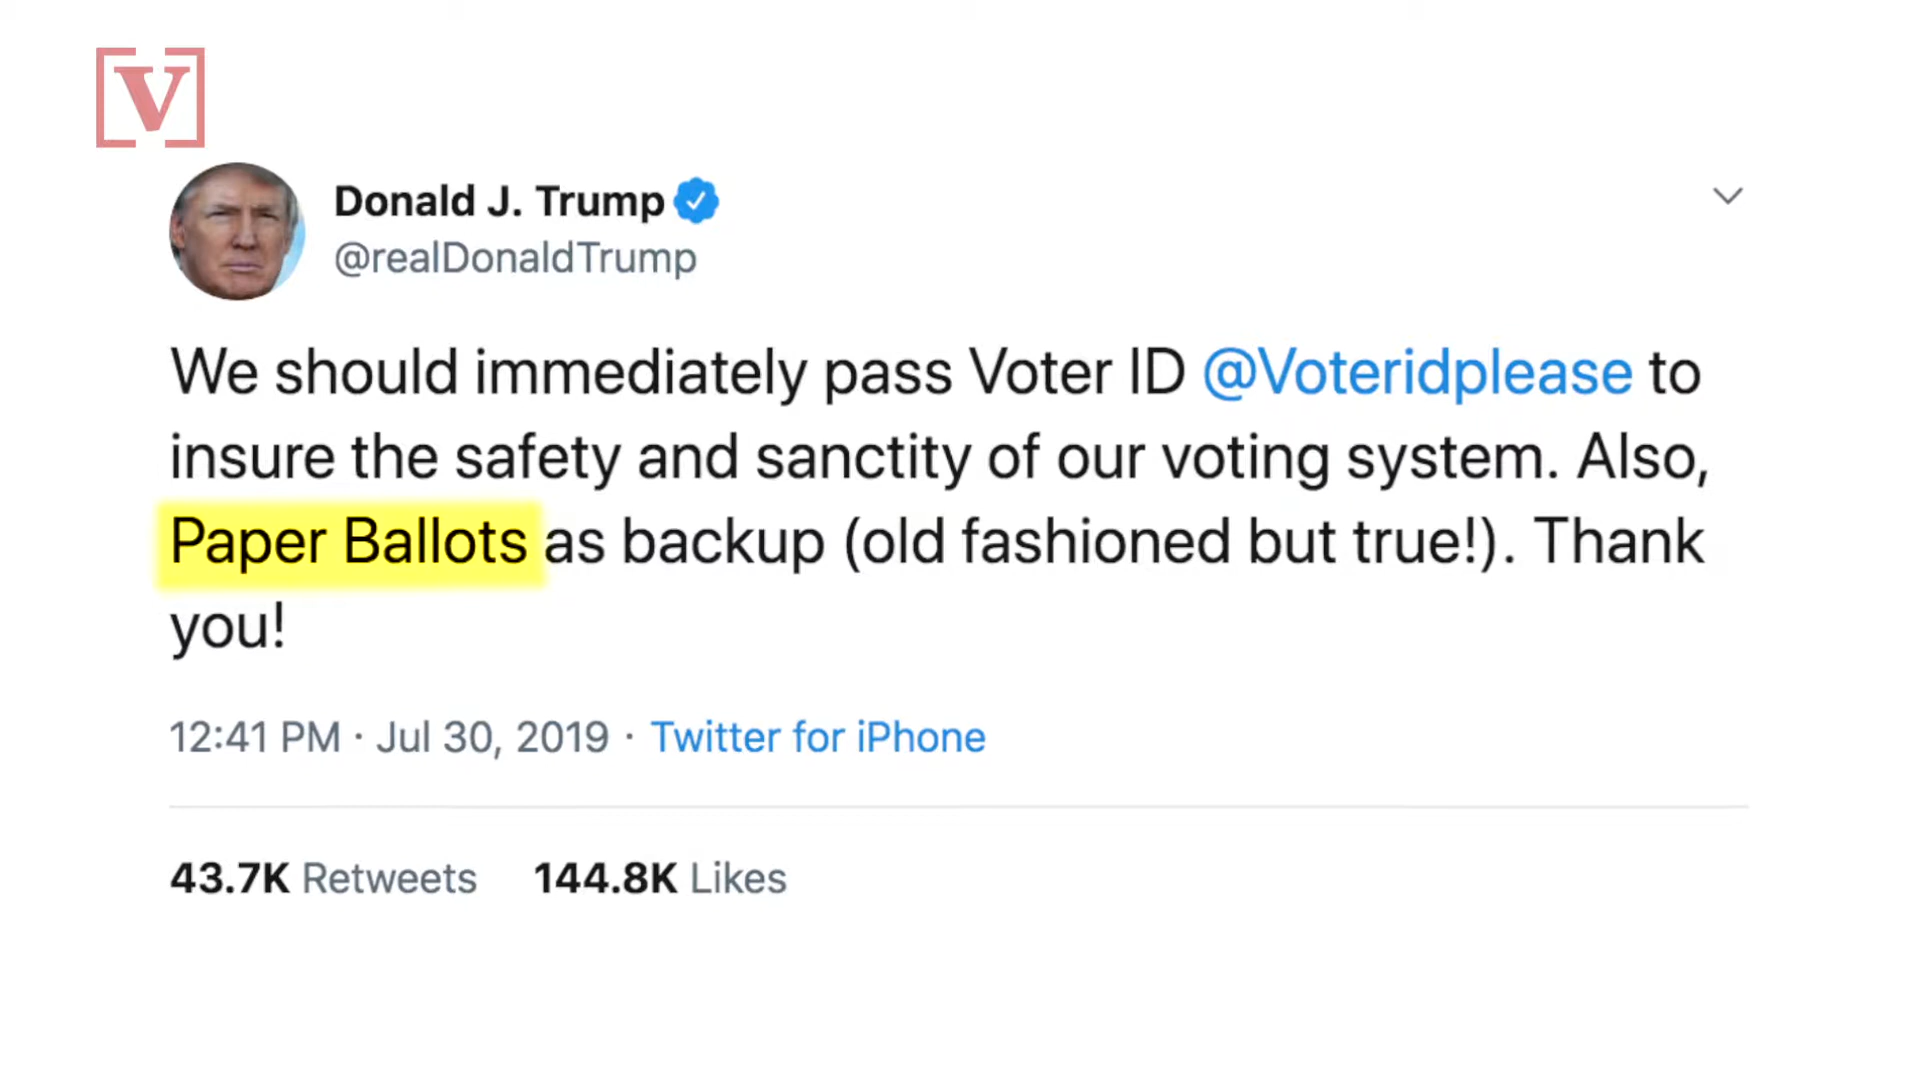 V
Donald J. Trump
@realDonaldTrump
We should immediately pass Voter ID @Voteridplease to
insure the safety and sanctity of our voting system. Also,
Paper Ballots as backup (old fashioned but true!). Thank
you!
12:41 PM · Jul 30, 2019 · Twitter for iPhone
43.7K Retweets 144.8K Likes